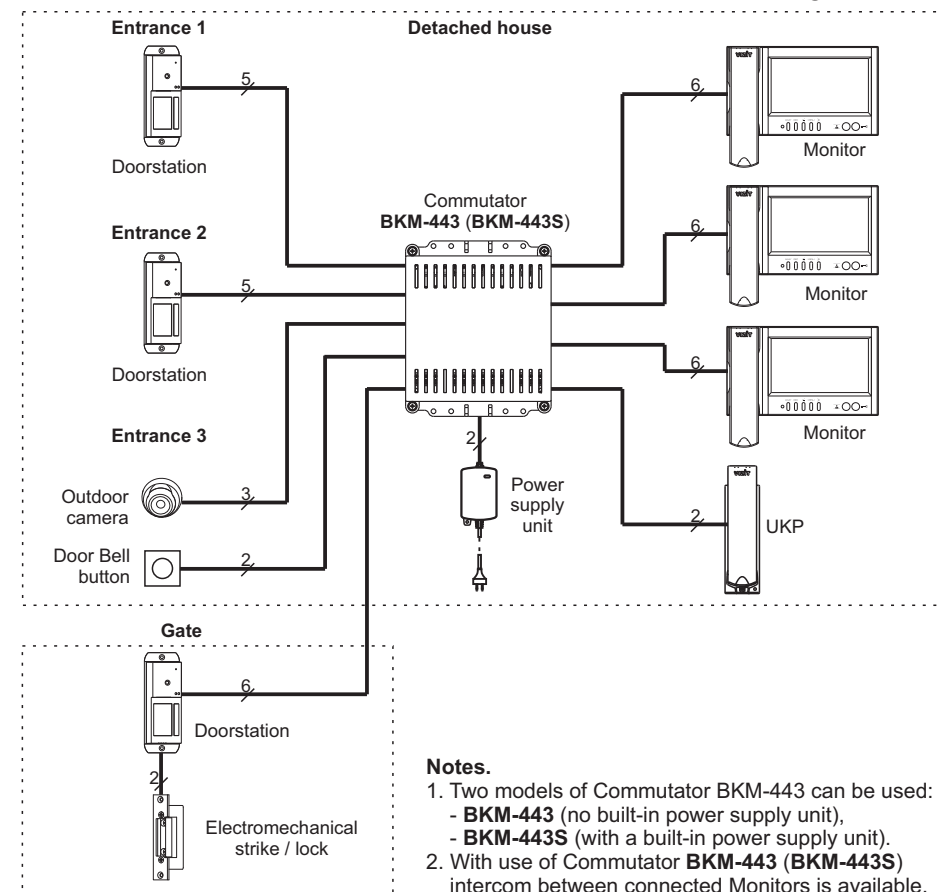 Entrance 1
Detached house
5
6
VIZIT
Doorstation
Monitor
Commutator
BKM-443 (BKM-443S)
Entrance 2
5
6
VIZIT
Doorstation
Monitor
6
VIZIT
Entrance 3
Monitor
2
Outdoor
camera
3
Power
supply
unit
VIZIT
2
UKP
Door Bell
button
2
Gate
6
Doorstation
2
Electromechanical
strike / lock
Notes.
1. Two models of Commutator BKM-443 can be used:
- BKM-443 (no built-in power supply unit),
- BKM-443S (with a built-in power supply unit).
2. With use of Commutator BKM-443 (BKM-443S)
intercom between connected Monitors is available.